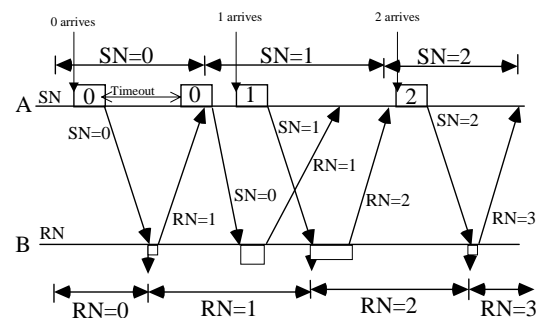 0 arrives 1 arrives 2 arrives
SN=0 SN=1 SN=2
A SN 0 Timeout 0 1 2
SN=0 RN=1 SN=0 SN=1 RN=1 RN=2 SN=2 RN=3
B RN
RN=0 RN=1 RN=2 RN=3